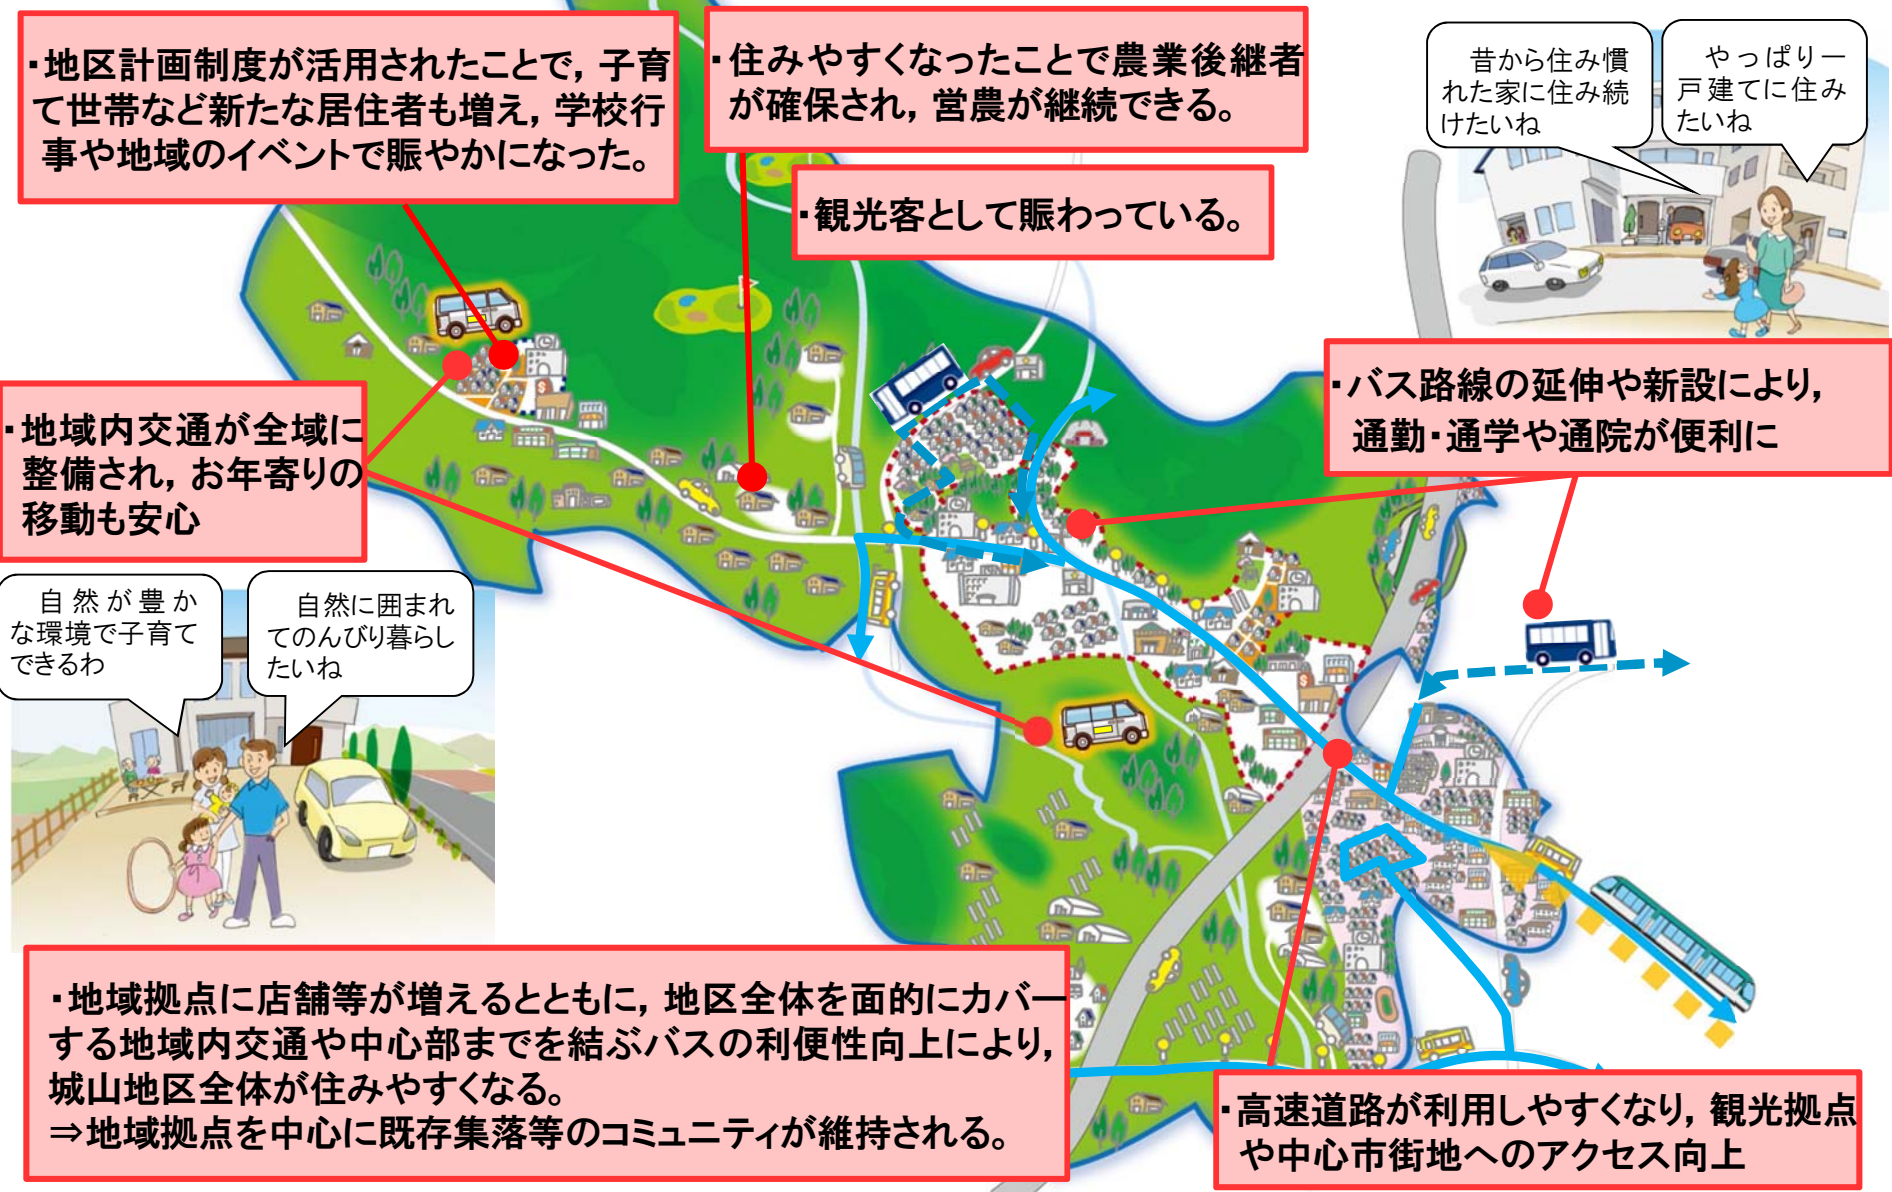 ・地区計画制度が活用されたことで，子育
て世帯など新たな居住者も増え，学校行
事や地域のイベントで賑やかになった。
・住みやすくなったことで農業後継者
が確保され，営農が継続できる。
・観光客として賑わっている。
昔から住み慣
れた家に住み続
けたいね
やっぱり一
戸建てに住み
たいね
・バス路線の延伸や新設により，
通勤・通学や通院が便利に
・地域内交通が全域に
整備され，お年寄りの
移動も安心
自然が豊か
な環境で子育て
できるわ
自然に囲まれ
てのんびり暮らし
たいね
・地域拠点に店舗等が増えるとともに，地区全体を面的にカバー
する地域内交通や中心部までを結ぶバスの利便性向上により，
城山地区全体が住みやすくなる。
⇒地域拠点を中心に既存集落等のコミュニティが維持される。
・高速道路が利用しやすくなり，観光拠点
や中心市街地へのアクセス向上